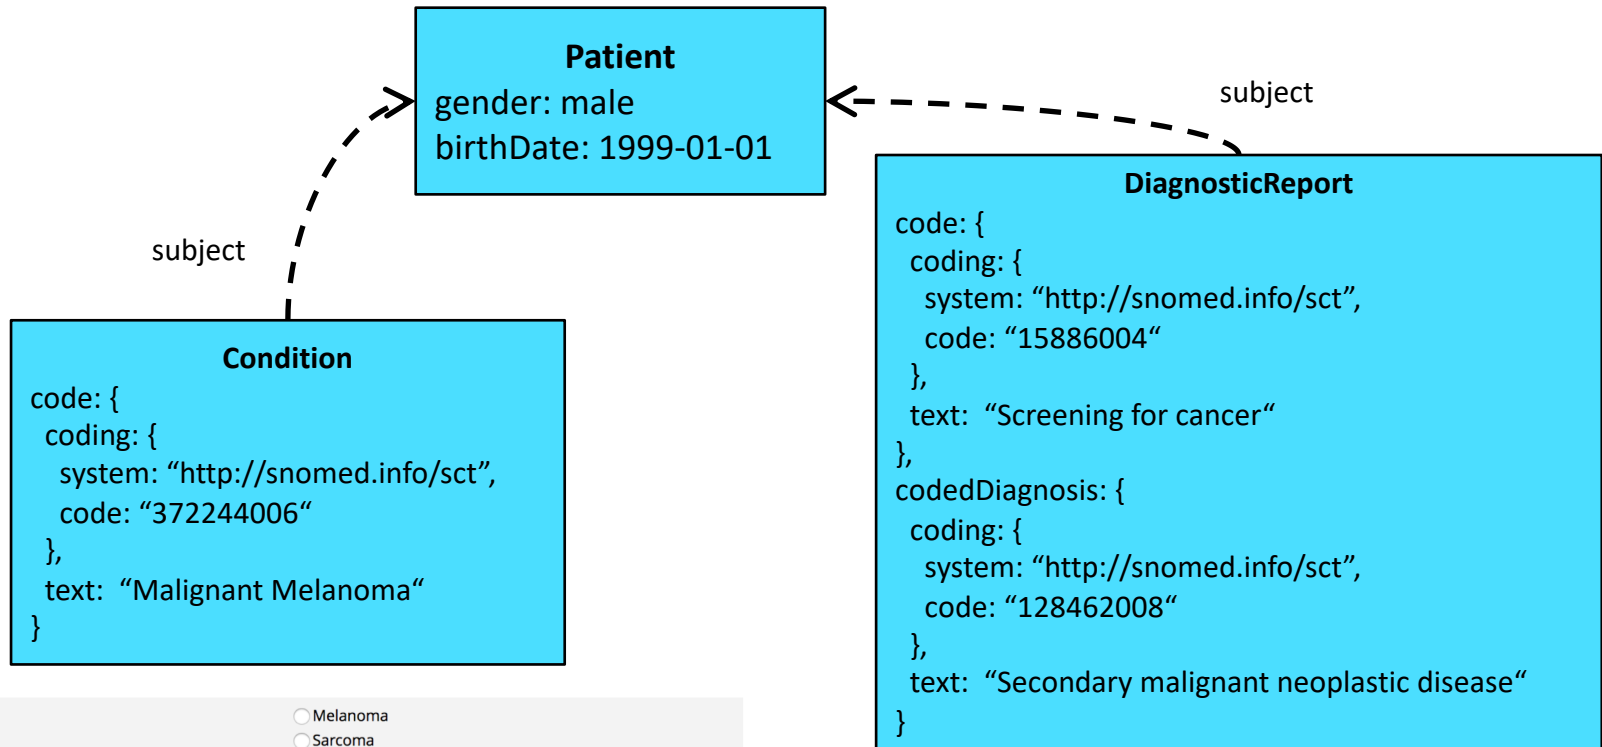 Patient
gender: male
birthDate: 1999-01-01
subject
subject
Condition
code: {
coding: {
system: “http://snomed.info/sct”,
code: “372244006“
},
text:  “Malignant Melanoma“
}
DiagnosticReport
code: {
coding: {
system: “http://snomed.info/sct”,
code: “15886004“
},
text:  “Screening for cancer“
},
codedDiagnosis: {
coding: {
system: “http://snomed.info/sct”,
code: “128462008“
},
text:  “Secondary malignant neoplastic disease“
}
Melanoma
Sarcoma